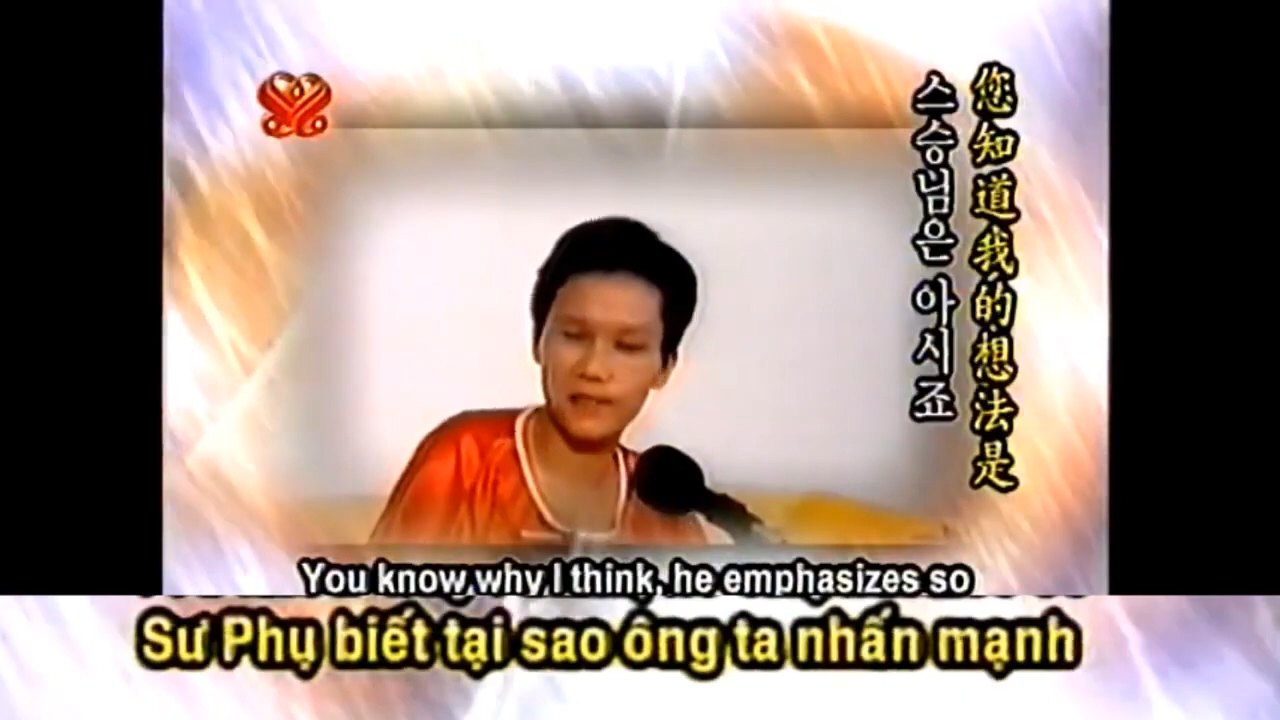 您知道我的想法是
스승님은 아시죠
You know why, I think, he emphasizes so
Sư Phụ biết tại sao ông ta nhấn mạnh